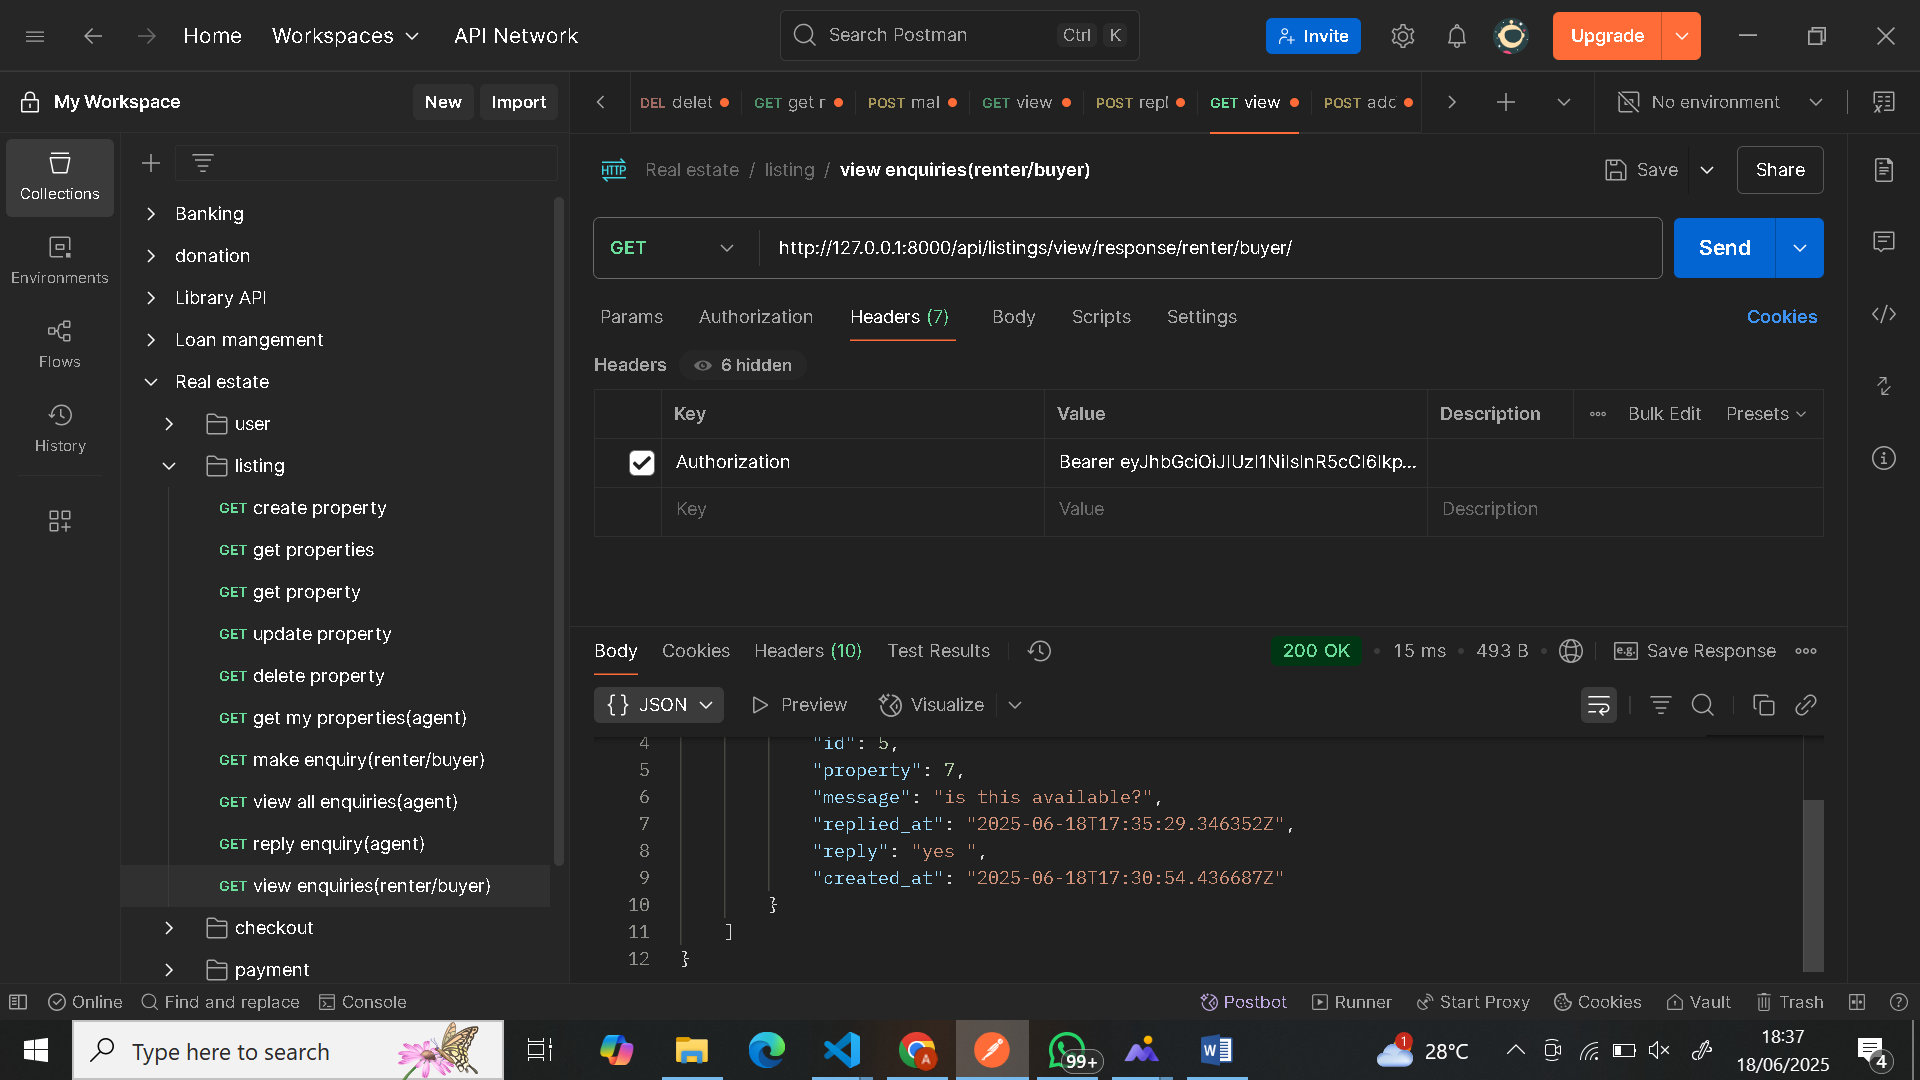 Home
Workspaces
API Network
Search Postman
Ctrl
K
Invite
Upgrade
My Workspace
New
Import
DEL delet
GET get r
POST mal
GET view
POST repl
GET view
POST adc
No environment
Collections
Environments
Flows
History
Banking
donation
Library API
Loan mangement
Real estate
user
listing
GET create property
GET get properties
GET get property
GET update property
GET delete property
GET get my properties(agent)
GET make enquiry(renter/buyer)
GET view all enquiries(agent)
GET reply enquiry(agent)
GET view enquiries(renter/buyer)
checkout
payment
HTTP
Real estate / listing / view enquiries(renter/buyer)
Save
Share
GET
http://127.0.0.1:8000/api/listings/view/response/renter/buyer/
Send
Params
Authorization
Headers (7)
Body
Scripts
Settings
Cookies
Headers
6 hidden
Key
Value
Description
Bulk Edit
Presets
Authorization
Bearer eyJhbGciOiJIUzI1NiIsInR5cCI6Ikp...
Key
Value
Description
Body
Cookies
Headers (10)
Test Results
200 OK
15 ms
493 B
e.g.
Save Response
{} JSON
Preview
Visualize
4 "id": 5,
5 "property": 7,
6 "message": "is this available?",
7 "replied_at": "2025-06-18T17:35:29.346352Z",
8 "reply": "yes ",
9 "created_at": "2025-06-18T17:30:54.436687Z"
10 }
11 ]
12 }
Online
Find and replace
Console
Postbot
Runner
Start Proxy
Cookies
Vault
Trash
Type here to search
A
99+
W
1
28°C
18:37
18/06/2025
4